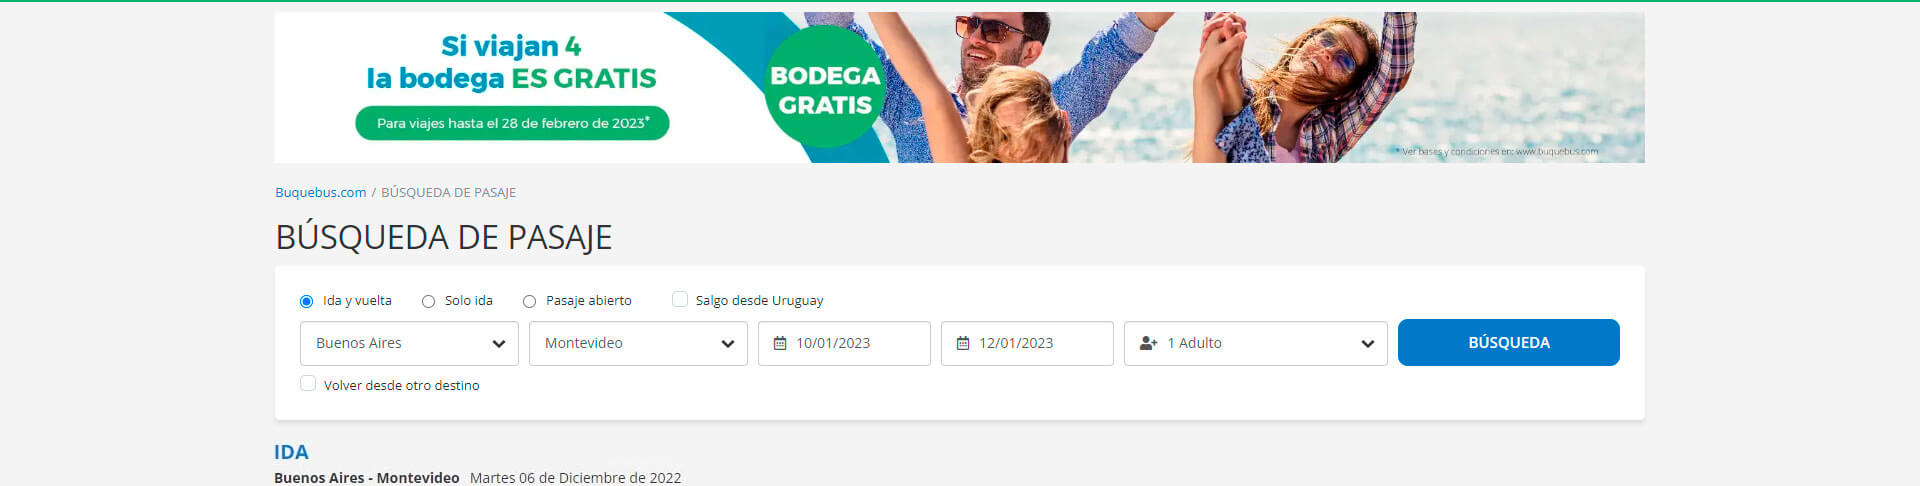 Si viajan 4
la bodega ES GRATIS
Para viajes hasta el 28 de febrero de 2023*
BODEGA
GRATIS
* Ver bases y condiciones en: www.buquebus.com
Buquebus.com / BÚSQUEDA DE PASAJE
BÚSQUEDA DE PASAJE
Ida y vuelta Solo ida Pasaje abierto Salgo desde Uruguay
Buenos Aires Montevideo 10/01/2023 12/01/2023 1 Adulto BÚSQUEDA
Volver desde otro destino
IDA
Buenos Aires - Montevideo Martes 06 de Diciembre de 2022